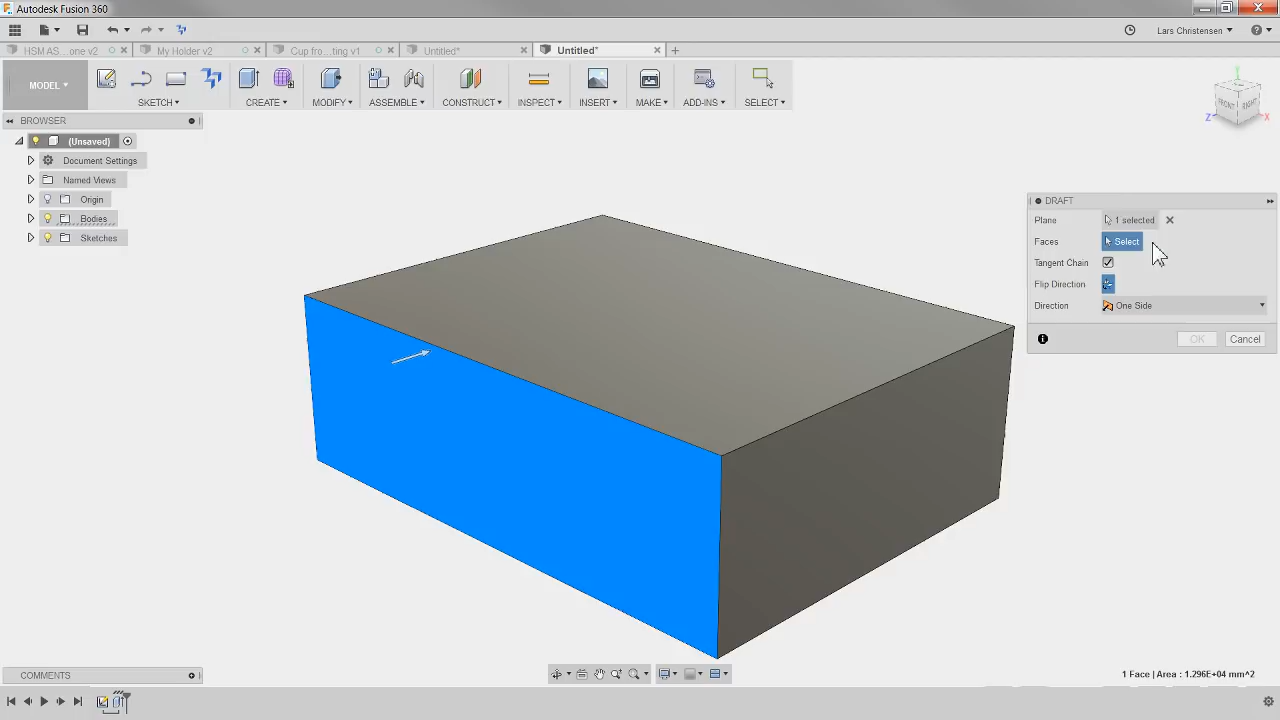 Autodesk Fusion 360
Lars Christensen
HSM AS...one v2
My Holder v2
Cup fro...ting v1
Untitled*
Untitled*
MODEL
SKETCH
CREATE
MODIFY
ASSEMBLE
CONSTRUCT
INSPECT
INSERT
MAKE
ADD-INS
SELECT
FRONT
RIGHT
Y
Z
X
BROWSER
(Unsaved)
Document Settings
Named Views
Origin
Bodies
Sketches
DRAFT
Plane
1 selected
Faces
Select
Tangent Chain
Flip Direction
Direction
One Side
OK
Cancel
COMMENTS
1 Face | Area : 1.296E+04 mm^2